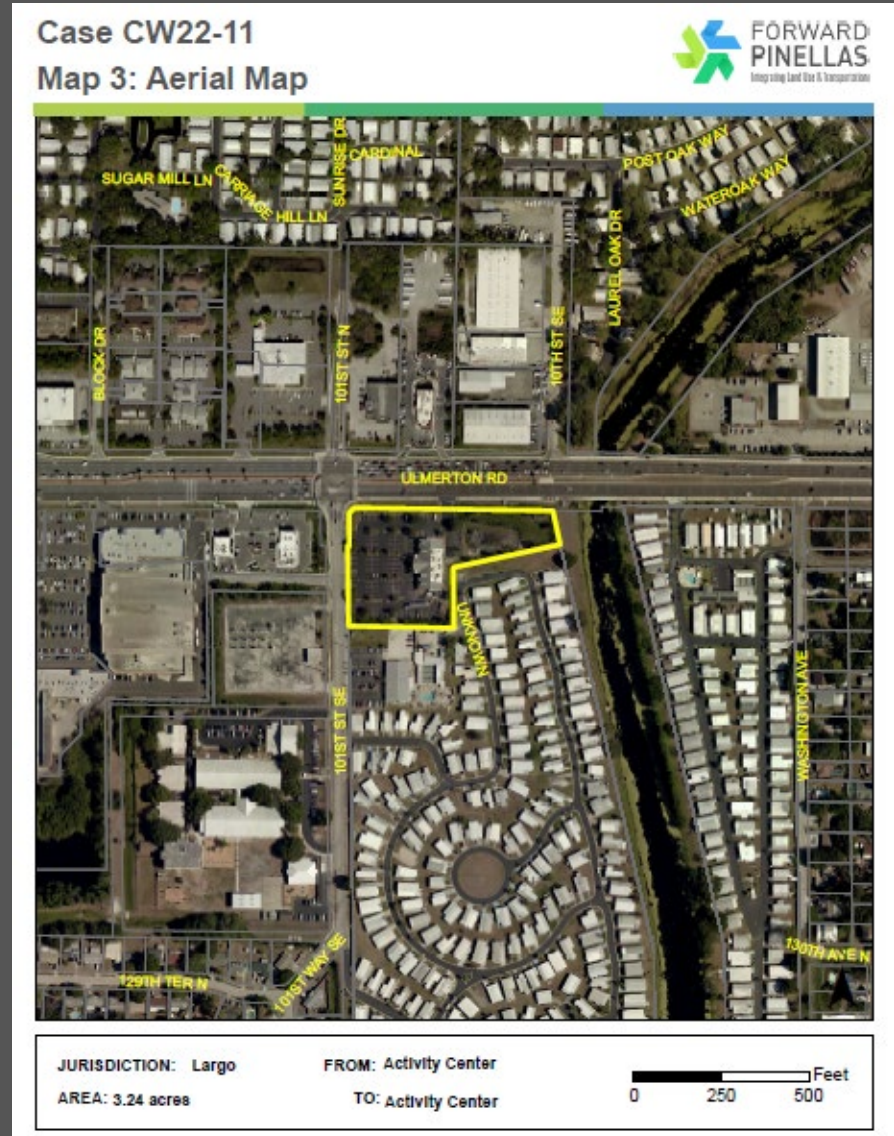 Case CW22-11
Map 3: Aerial Map
FORWARD
PINELLAS
Integrating Land Use & Transportation
SUGAR MILL LN
CARRIAGE HILL LN
SUNRISE DR
CARDINAL
POST OAK WAY
WATEROAK WAY
LAUREL OAK DR
BLOCK DR
101ST ST N
10TH ST SE
ULMERTON RD
UNKNOWN
101ST ST SE
WASHINGTON AVE
129TH TER N
101ST WAY SE
130TH AVE N
JURISDICTION: Largo
FROM: Activity Center
AREA: 3.24 acres
TO: Activity Center
Feet
0 250 500